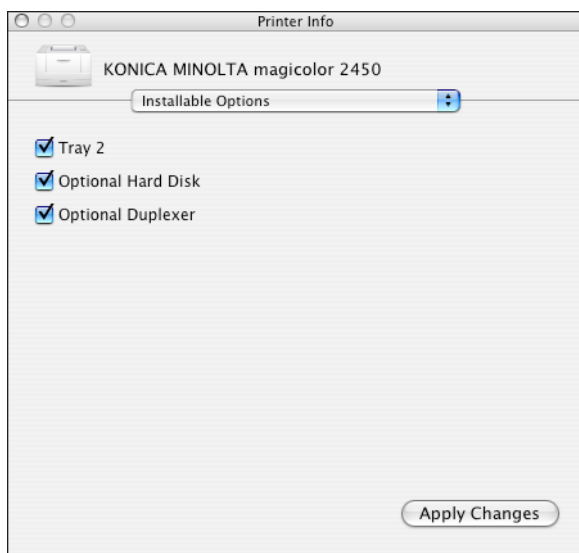 Printer Info
KONICA MINOLTA magicolor 2450
Installable Options
Tray 2
Optional Hard Disk
Optional Duplexer
Apply Changes